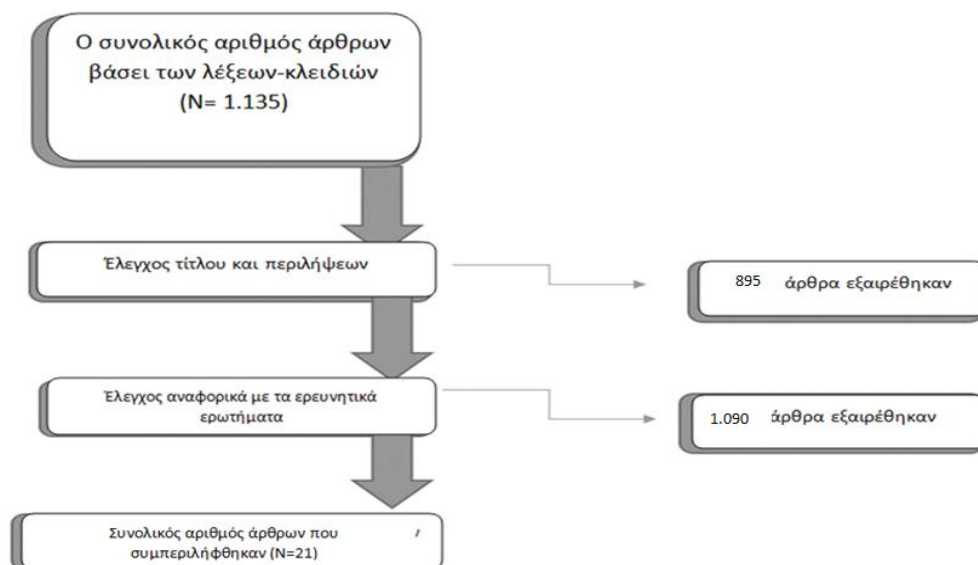 Ο συνολικός αριθμός άρθρων
βάσει των λέξεων-κλειδιών
(N= 1.135)
Έλεγχος τίτλου και περιλήψεων
895 άρθρα εξαιρέθηκαν
Έλεγχος αναφορικά με τα ερευνητικά
ερωτήματα
1.090 άρθρα εξαιρέθηκαν
Συνολικός αριθμός άρθρων που
συμπεριλήφθηκαν (N=21)